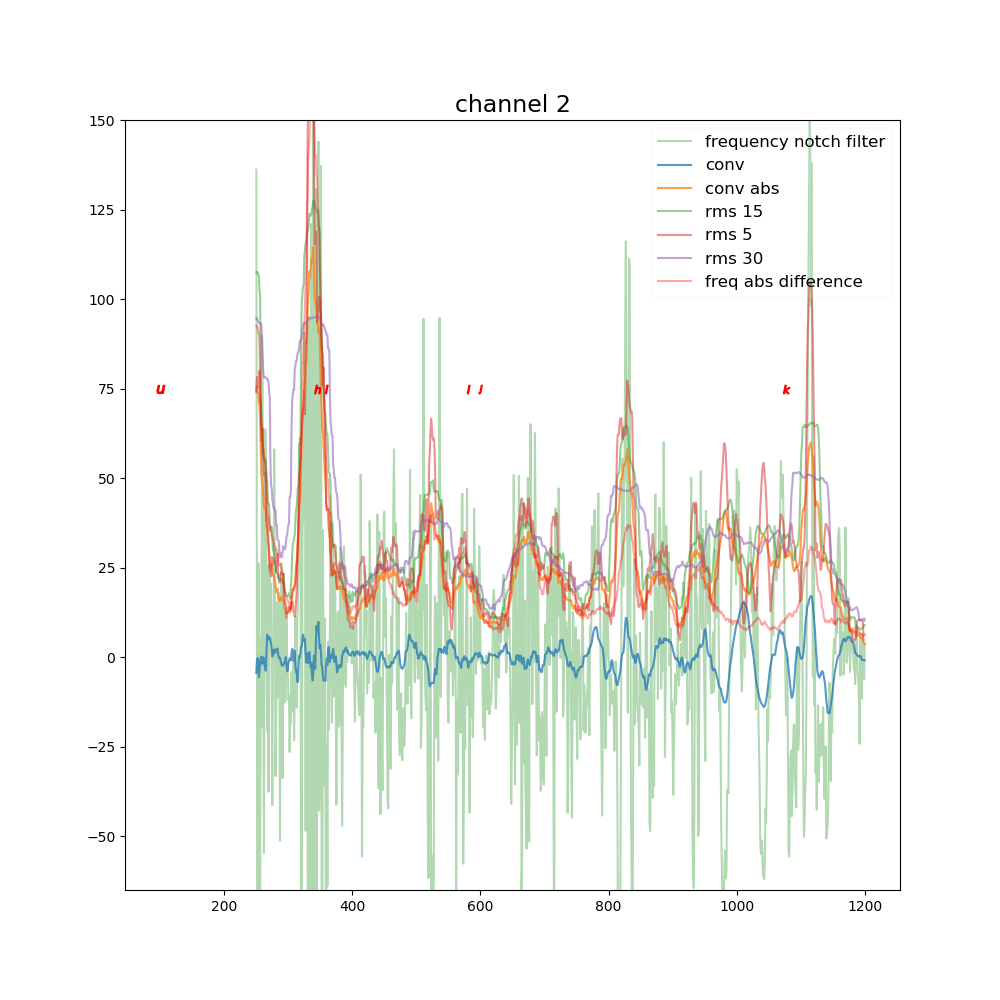 channel 2
150
125
100
75
50
25
0
−25
−50
frequency notch filter
conv
conv abs
rms 15
rms 5
rms 30
freq abs difference
u
h l
l J
k
200 400 600 800 1000 1200